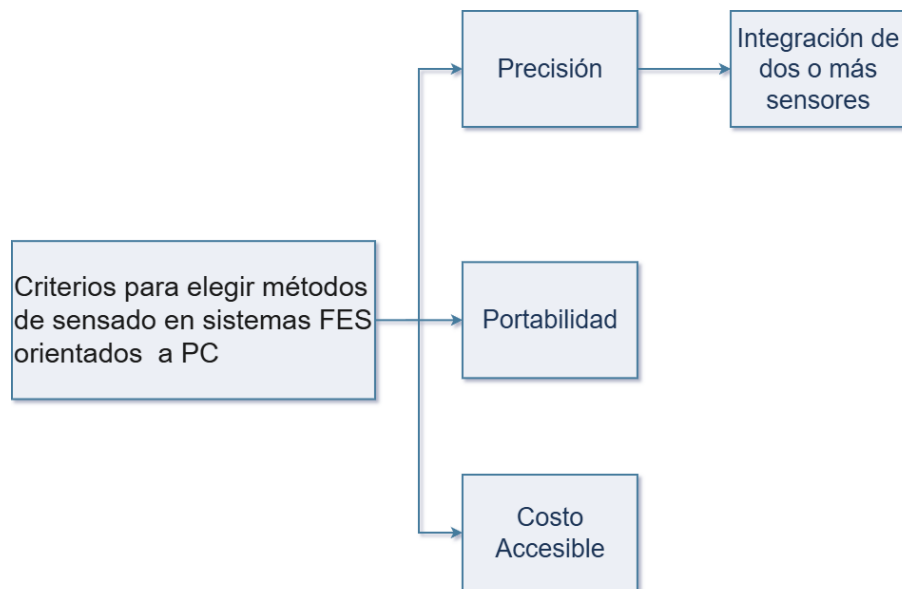 Precisión
Integración de
dos o más
sensores
Criterios para elegir métodos
de sensado en sistemas FES
orientados  a PC
Portabilidad
Costo
Accesible